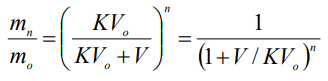 m_n / m_o = (KV_o / (KV_o + V))^n = 1 / (1 + V / KV_o)^n